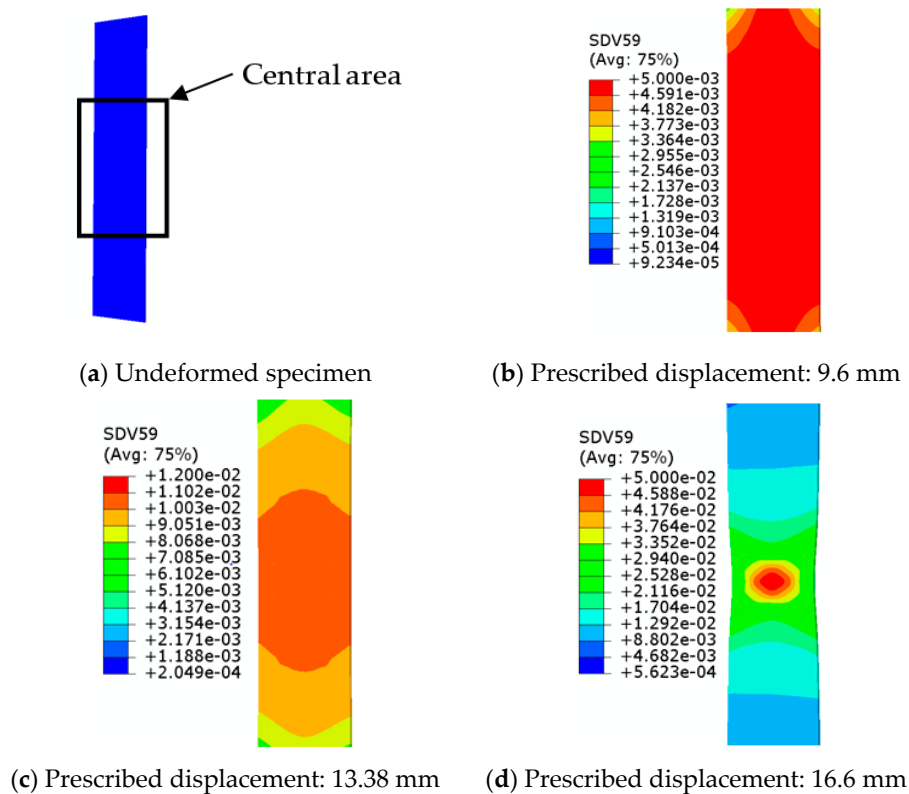 Central area
(a) Undeformed specimen
SDV59
(Avg: 75%)
+5.000e-03
+4.591e-03
+4.182e-03
+3.773e-03
+3.364e-03
+2.955e-03
+2.546e-03
+2.137e-03
+1.728e-03
+1.319e-03
+9.103e-04
+5.013e-04
+9.234e-05
(b) Prescribed displacement: 9.6 mm
SDV59
(Avg: 75%)
+1.200e-02
+1.102e-02
+1.003e-02
+9.051e-03
+8.068e-03
+7.085e-03
+6.102e-03
+5.120e-03
+4.137e-03
+3.154e-03
+2.171e-03
+1.188e-03
+2.049e-04
(c) Prescribed displacement: 13.38 mm
SDV59
(Avg: 75%)
+5.000e-02
+4.588e-02
+4.176e-02
+3.764e-02
+3.352e-02
+2.940e-02
+2.528e-02
+2.116e-02
+1.704e-02
+1.292e-02
+8.802e-03
+4.682e-03
+5.623e-04
(d) Prescribed displacement: 16.6 mm